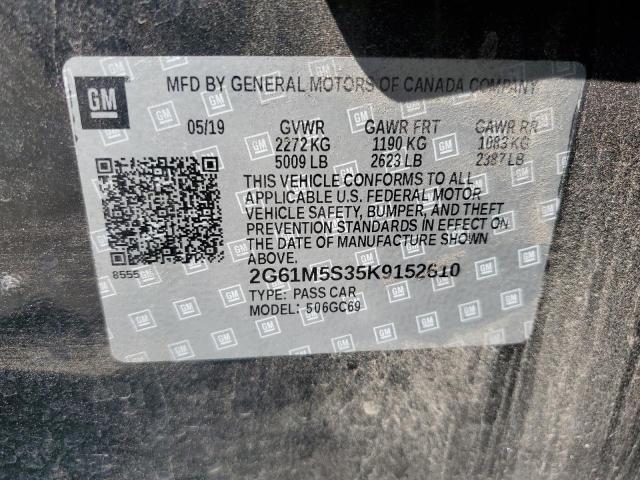 MFD BY GENERAL MOTORS OF CANADA COMPANY
GM
05/19 GVWR GAWR FRT GAWR RR
2272 KG 1190 KG 1083 KG
5009 LB 2623 LB 2387 LB
THIS VEHICLE CONFORMS TO ALL
APPLICABLE U.S. FEDERAL MOTOR
VEHICLE SAFETY, BUMPER, AND THEFT
PREVENTION STANDARDS IN EFFECT ON
THE DATE OF MANUFACTURE SHOWN
ABOVE.
8555 2G61M5S35K9152610
TYPE: PASS CAR
MODEL: 506GC69